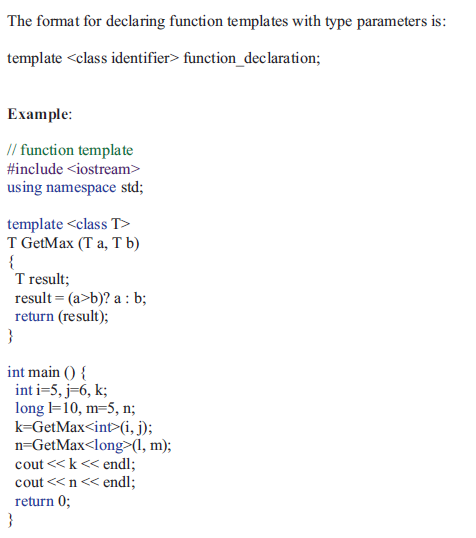 The format for declaring function templates with type parameters is:
template <class identifier> function_declaration;
Example:
// function template
#include <iostream>
using namespace std;
template <class T>
T GetMax (T a, T b)
{
T result;
result = (a>b)? a : b;
return (result);
}
int main () {
int i=5, j=6, k;
long l=10, m=5, n;
k=GetMax<int>(i, j);
n=GetMax<long>(l, m);
cout << k << endl;
cout << n << endl;
return 0;
}